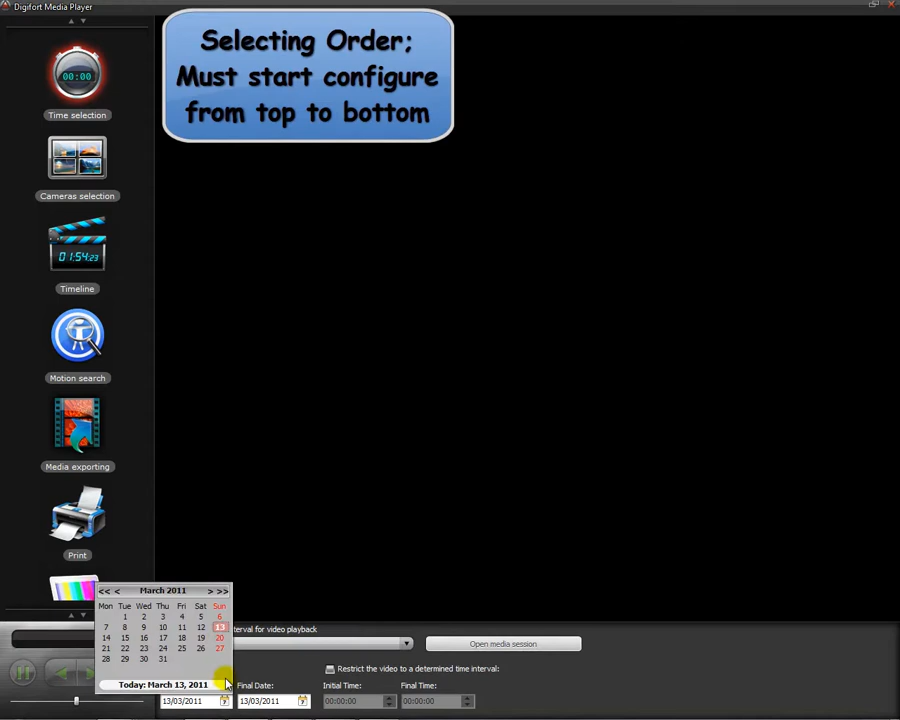 Digifort Media Player
Selecting Order;
Must start configure
from top to bottom
00:00
Time selection
Cameras selection
01:54:23
Timeline
Motion search
Media exporting
Print
<< < March 2011 > >>
Mon Tue Wed Thu Fri Sat Sun
1 2 3 4 5 6
7 8 9 10 11 12 13
14 15 16 17 18 19 20
21 22 23 24 25 26 27
28 29 30 31
Today: March 13, 2011
for video playback
Open media session
Restrict the video to a determined time interval:
Final Date: Initial Time: Final Time:
13/03/2011 13/03/2011 00:00:00 00:00:00